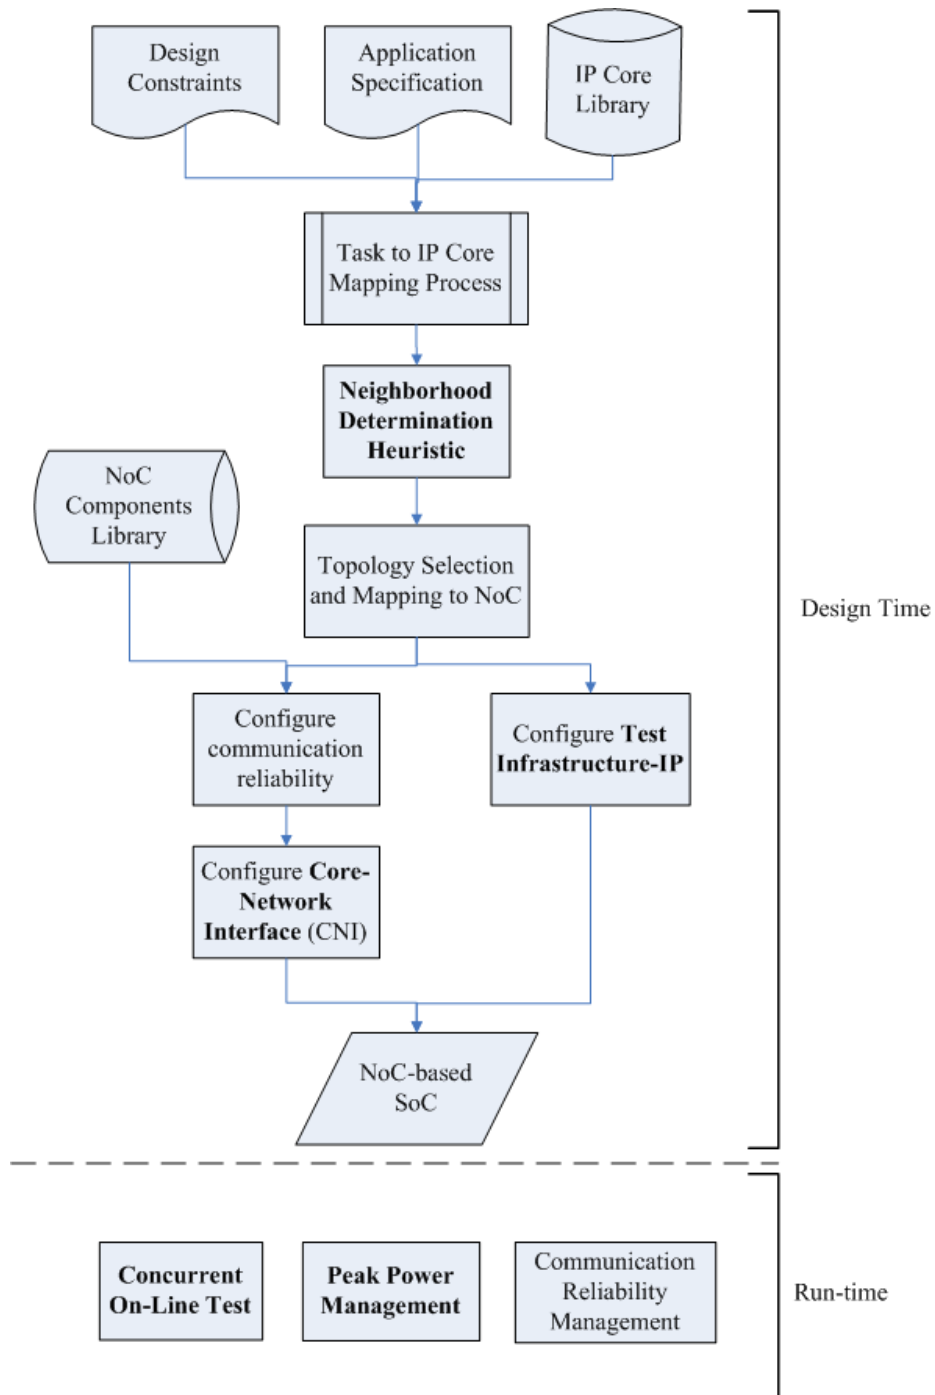 Design
Constraints
Application
Specification
IP Core
Library
Task to IP Core
Mapping Process
Neighborhood
Determination
Heuristic
NoC
Components
Library
Topology Selection
and Mapping to NoC
Design Time
Configure
communication
reliability
Configure Test
Infrastructure-IP
Configure Core-
Network
Interface (CNI)
NoC-based
SoC
Concurrent
On-Line Test
Peak Power
Management
Communication
Reliability
Management
Run-time